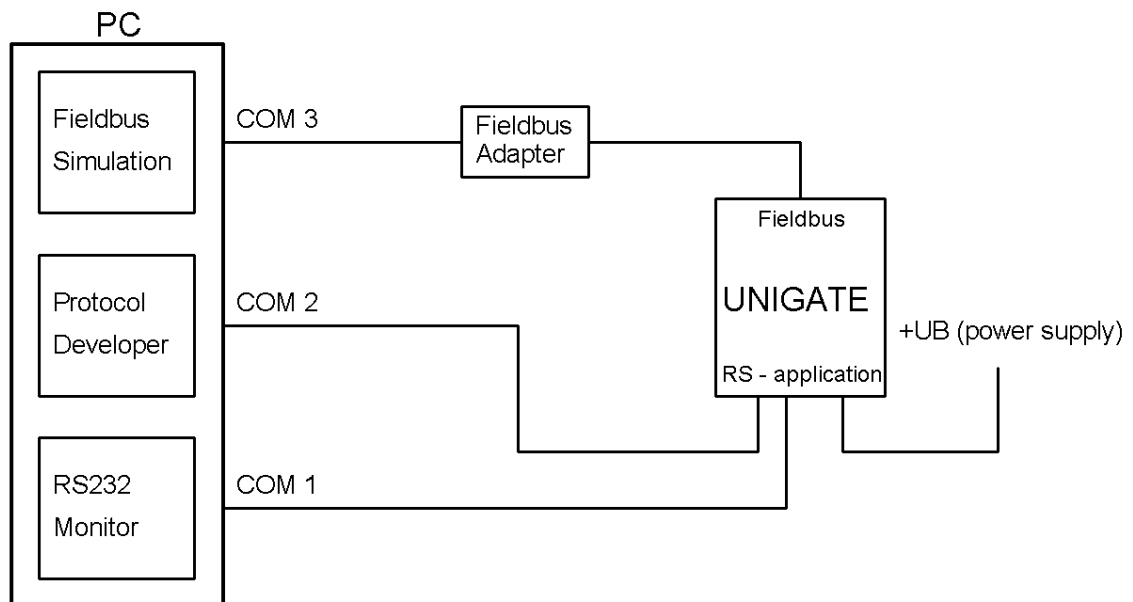 PC
Fieldbus
Simulation
COM 3
Fieldbus
Adapter
Fieldbus
UNIGATE
RS - application
+UB (power supply)
Protocol
Developer
COM 2
RS232
Monitor
COM 1